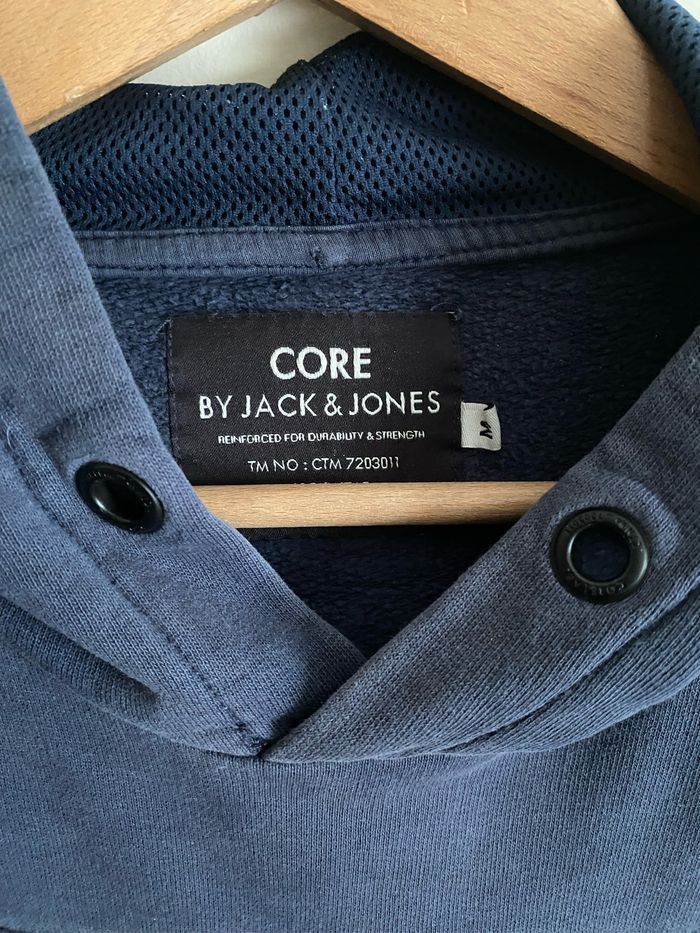 CORE
BY JACK & JONES
REINFORCED FOR DURABILITY & STRENGTH
TM NO : CTM 7203011
M